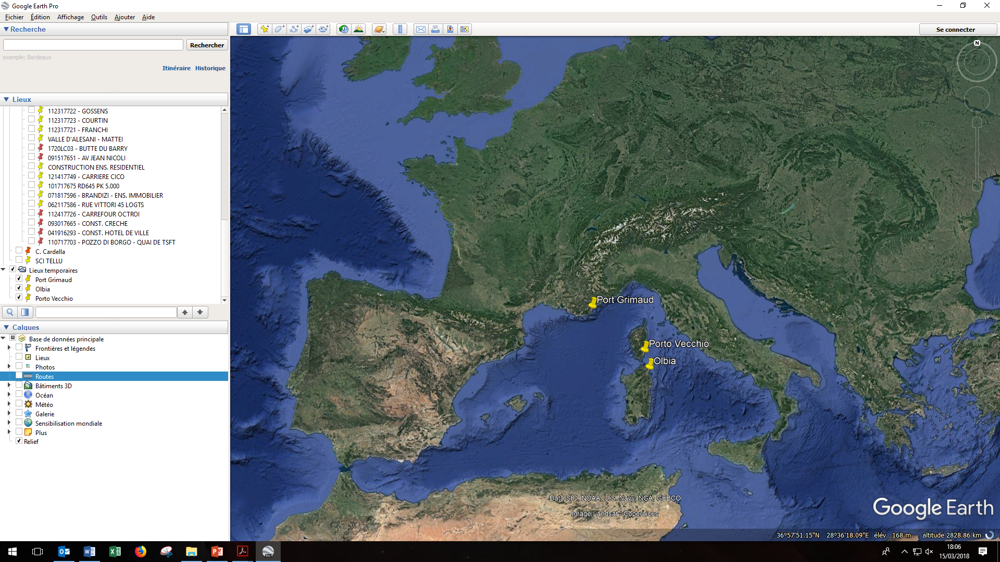 Google Earth Pro
Fichier Édition Affichage Outils Ajouter Aide
Recherche
Rechercher
exemple: Bordeaux
Itinéraire Historique
Lieux
112317722 - GOSSENS
112317723 - COURTIN
112317721 - FRANCHI
VALLE D'ALESANI - MATTEI
1720LC03 - BUTTE DU BARRY
091517651 - AV JEAN NICOLI
CONSTRUCTION ENS. RESIDENTIEL
121417749 - CARRIERE CICO
101717675 RD645 PK 5.000
071817596 - BRANDIZI - ENS. IMMOBILIER
062117586 - RUE VITTORI 45 LOGTS
112417726 - CARREFOUR OCTROI
093017665 - CONST. CRECHE
041916293 - CONST. HOTEL DE VILLE
110717703 - POZZO DI BORGO - QUAI DE TSFT
C. Cardella
SCI TELLU
Lieux temporaires
Port Grimaud
Olbia
Porto Vecchio
Calques
Base de données principale
Frontières et légendes
Lieux
Photos
Routes
Bâtiments 3D
Océan
Météo
Galerie
Sensibilisation mondiale
Plus
Relief
Se connecter
N
Port Grimaud
Porto Vecchio
Olbia
Data SIO, NOAA, U.S. Navy, NGA, GEBCO
Image Landsat / Copernicus
Google Earth
36°57'51.15"N 28°36'18.09"E élév. 168 m altitude 2828.86 km
18:06
15/03/2018